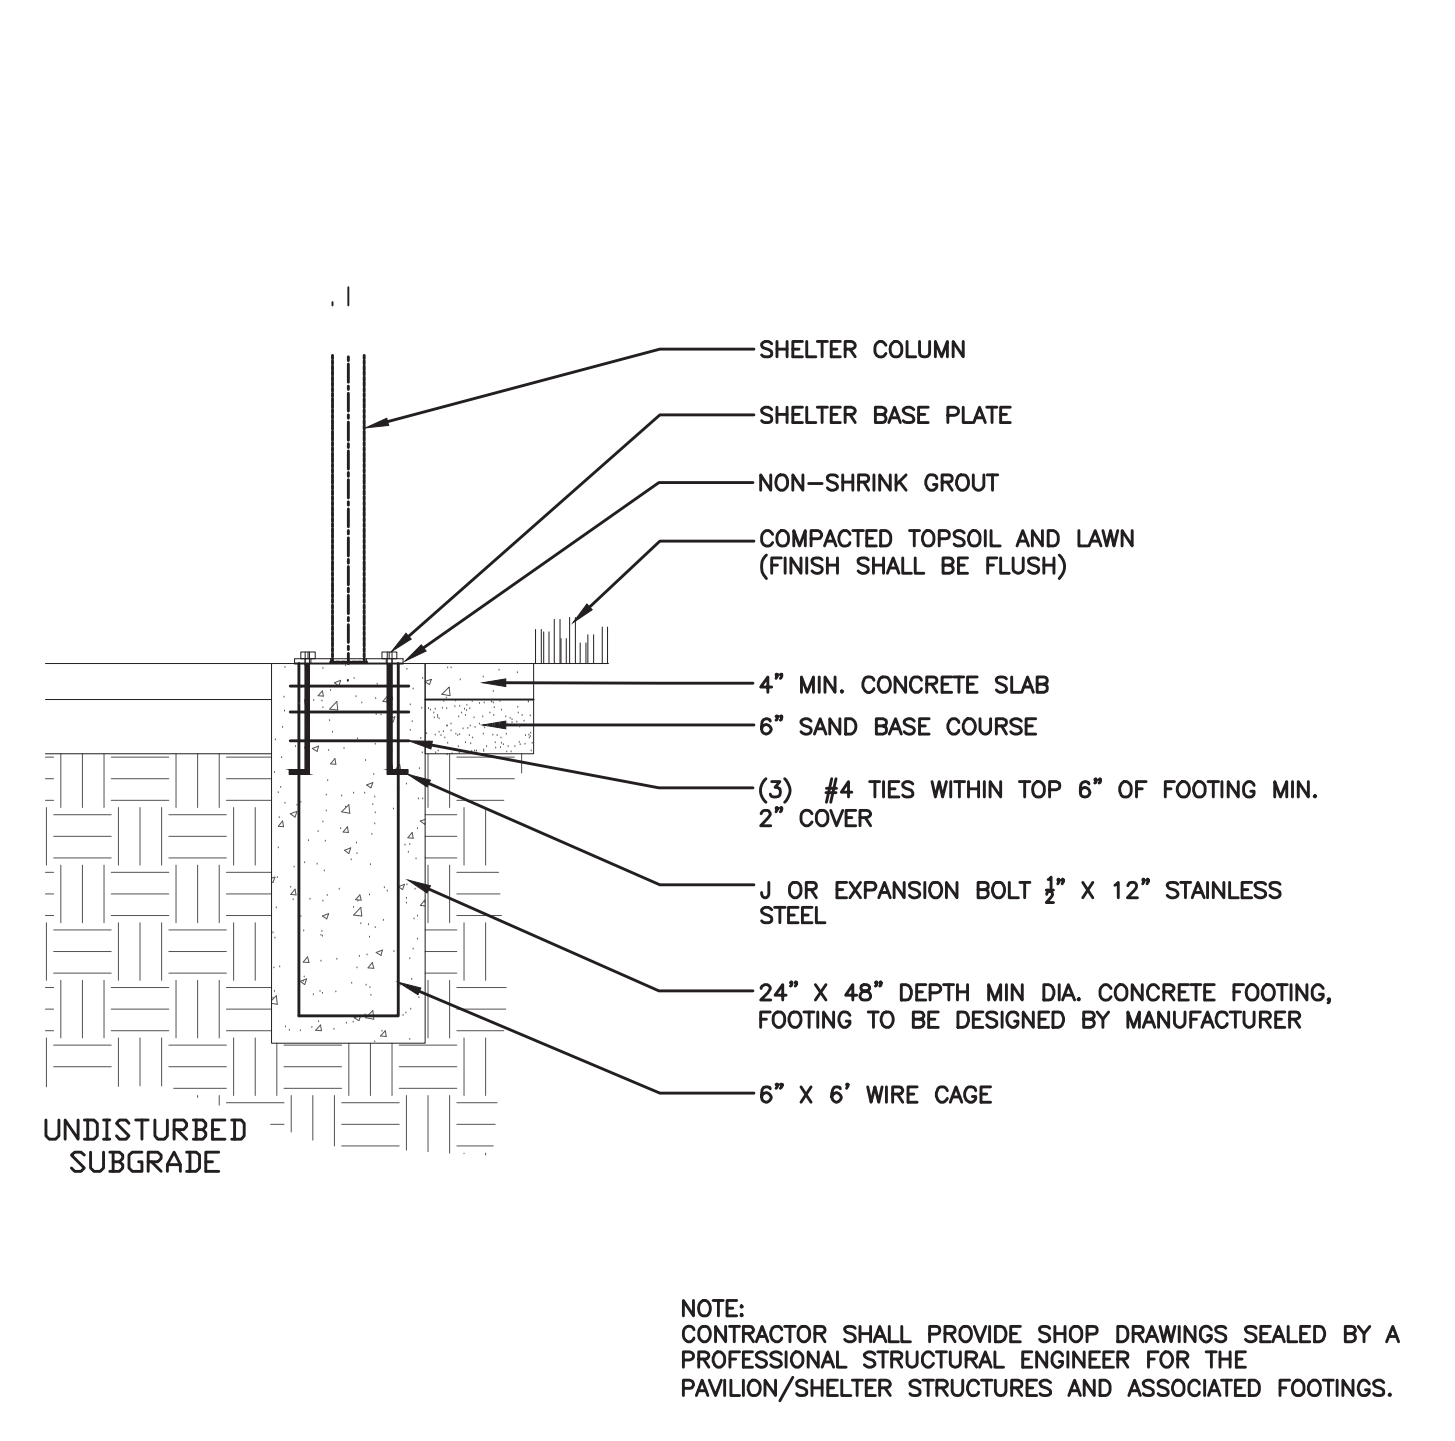 SHELTER COLUMN
SHELTER BASE PLATE
NON-SHRINK GROUT
COMPACTED TOPSOIL AND LAWN
(FINISH SHALL BE FLUSH)
4" MIN. CONCRETE SLAB
6" SAND BASE COURSE
(3) #4 TIES WITHIN TOP 6" OF FOOTING MIN.
2" COVER
J OR EXPANSION BOLT ½" X 12" STAINLESS
STEEL
24" X 48" DEPTH MIN DIA. CONCRETE FOOTING,
FOOTING TO BE DESIGNED BY MANUFACTURER
6" X 6' WIRE CAGE
UNDISTURBED
SUBGRADE
NOTE:
CONTRACTOR SHALL PROVIDE SHOP DRAWINGS SEALED BY A
PROFESSIONAL STRUCTURAL ENGINEER FOR THE
PAVILION/SHELTER STRUCTURES AND ASSOCIATED FOOTINGS.